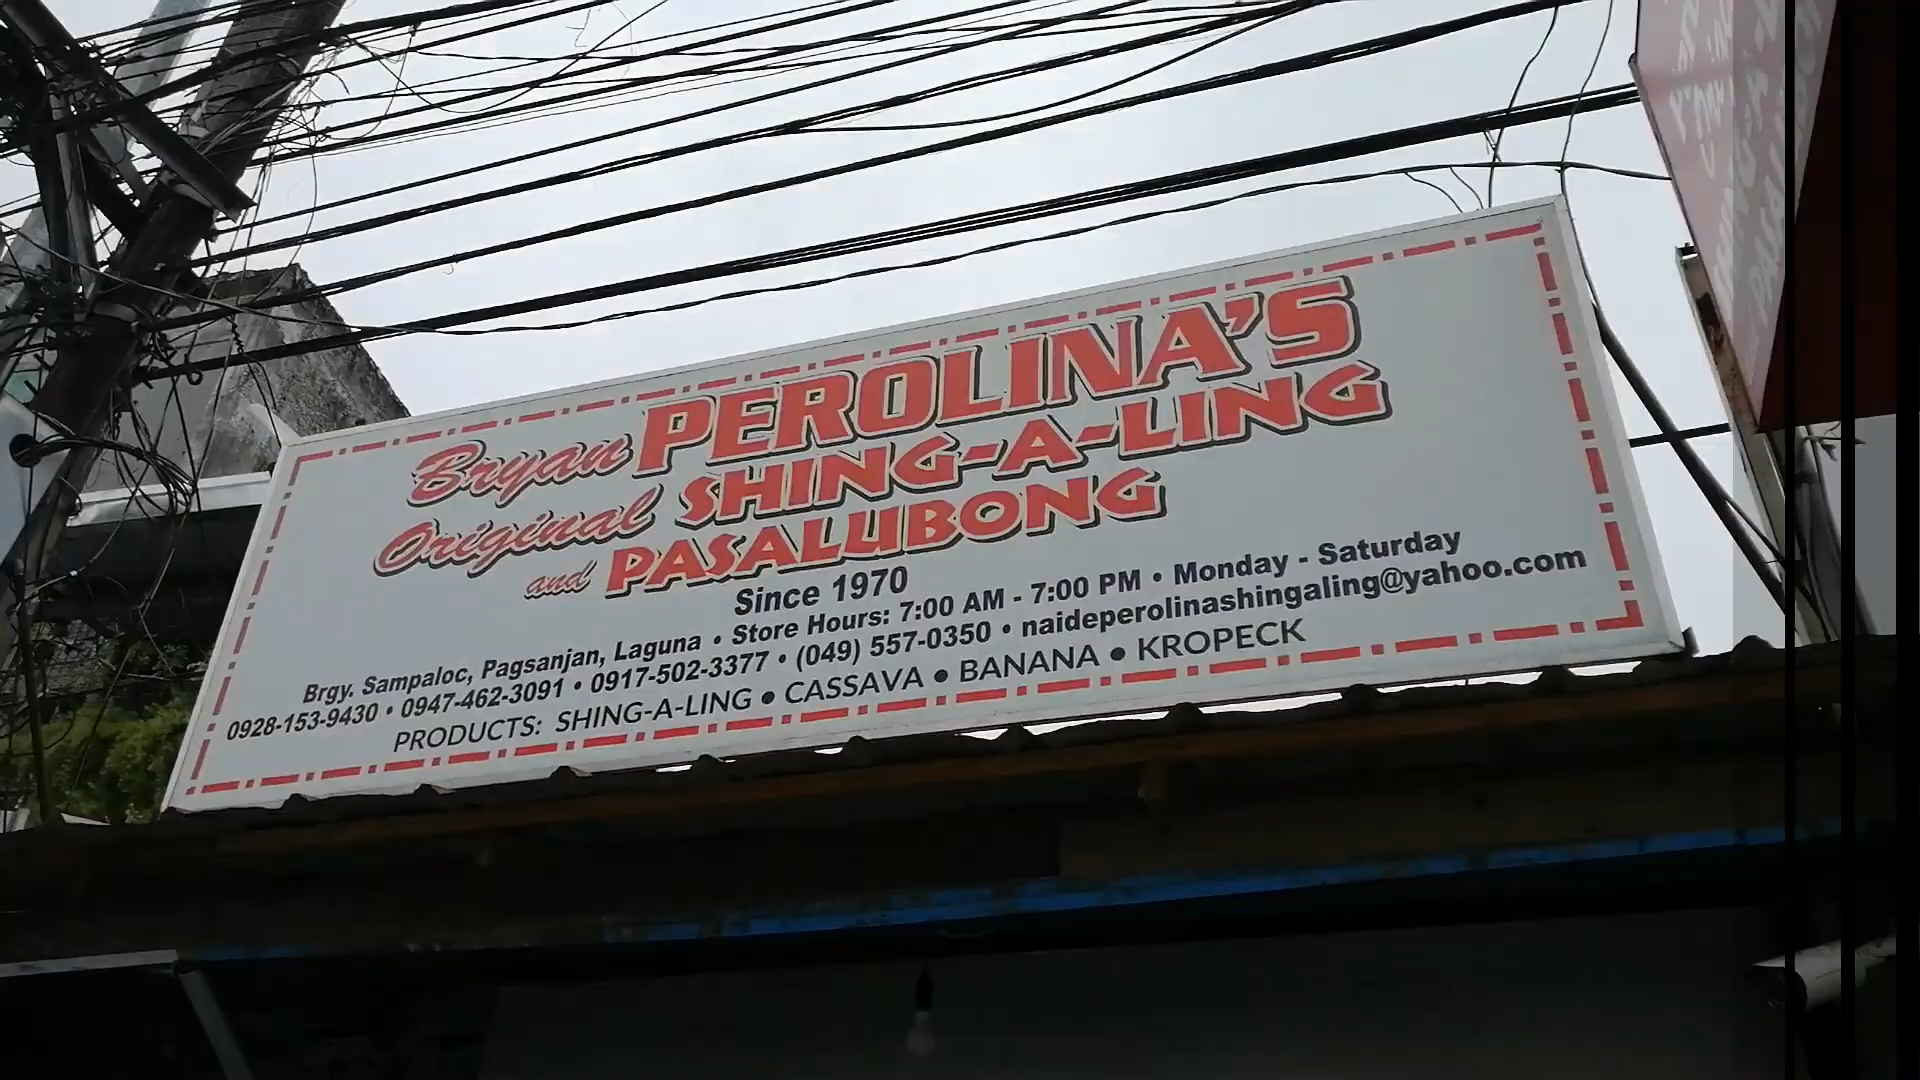 Bryan PEROLINA'S
Original SHING-A-LING
and PASALUBONG
Since 1970
Brgy. Sampaloc, Pagsanjan, Laguna • Store Hours: 7:00 AM - 7:00 PM • Monday - Saturday
0928-153-9430 • 0947-462-3091 • 0917-502-3377 • (049) 557-0350 • naideperolinashingaling@yahoo.com
PRODUCTS: SHING-A-LING • CASSAVA • BANANA • KROPECK